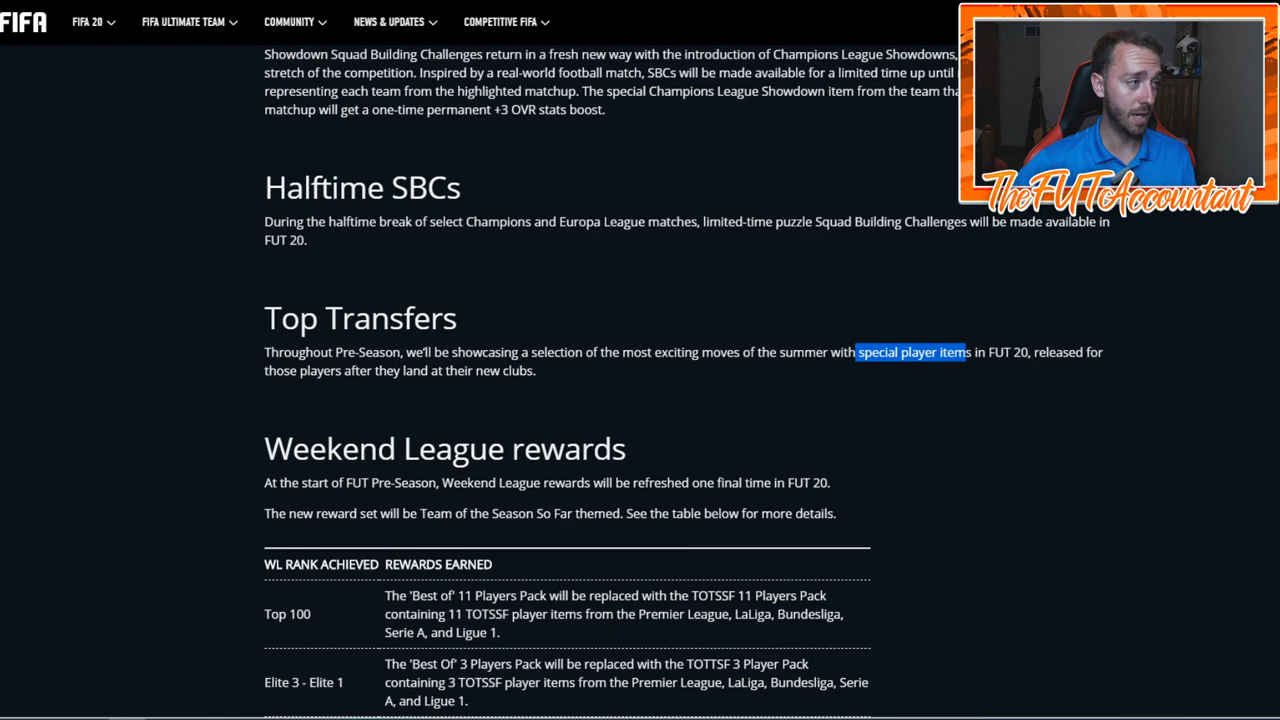 FIFA
FIFA 20
FIFA ULTIMATE TEAM
COMMUNITY
NEWS & UPDATES
COMPETITIVE FIFA
Showdown Squad Building Challenges return in a fresh new way with the introduction of Champions League Showdowns,
stretch of the competition. Inspired by a real-world football match, SBCs will be made available for a limited time up until
representing each team from the highlighted matchup. The special Champions League Showdown item from the team
matchup will get a one-time permanent +3 OVR stats boost.
TheFUTAccountant
Halftime SBCs
During the halftime break of select Champions and Europa League matches, limited-time puzzle Squad Building Challenges will be made available in
FUT 20.
Top Transfers
Throughout Pre-Season, we'll be showcasing a selection of the most exciting moves of the summer with special player items in FUT 20, released for
those players after they land at their new clubs.
Weekend League rewards
At the start of FUT Pre-Season, Weekend League rewards will be refreshed one final time in FUT 20.
The new reward set will be Team of the Season So Far themed. See the table below for more details.
WL RANK ACHIEVED REWARDS EARNED
Top 100
The 'Best of' 11 Players Pack will be replaced with the TOTSSF 11 Players Pack
containing 11 TOTSSF player items from the Premier League, LaLiga, Bundesliga,
Serie A, and Ligue 1.
Elite 3 - Elite 1
The 'Best Of' 3 Players Pack will be replaced with the TOTTSF 3 Player Pack
containing 3 TOTSSF player items from the Premier League, LaLiga, Bundesliga, Serie
A, and Ligue 1.